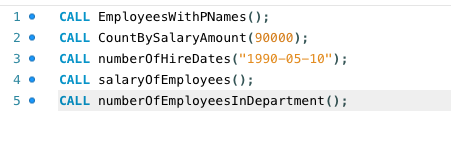 1 CALL EmployeesWithPNames();
2 CALL CountBySalaryAmount(90000);
3 CALL numberOfHireDates("1990-05-10");
4 CALL salaryOfEmployees();
5 CALL numberOfEmployeesInDepartment();